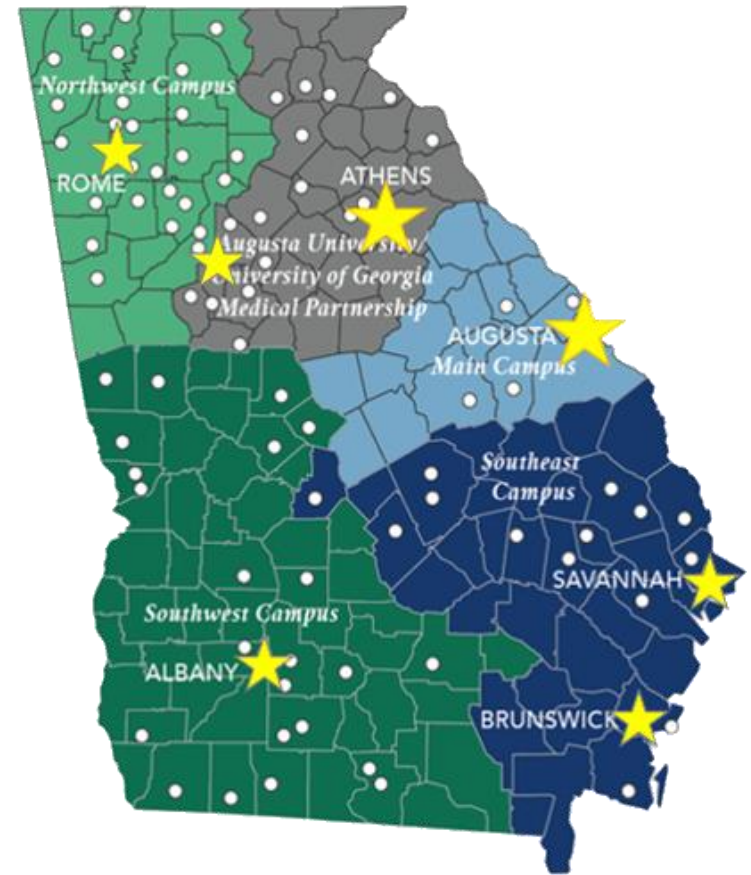 Northwest Campus
ROME
ATHENS
Augusta University/
University of Georgia
Medical Partnership
AUGUSTA
Main Campus
Southeast
Campus
SAVANNAH
Southwest Campus
ALBANY
BRUNSWICK